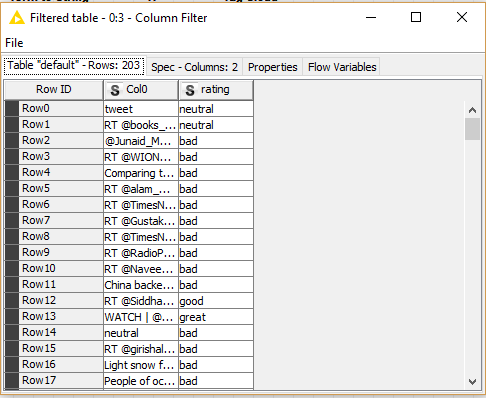 Filtered table - 0:3 - Column Filter
File
Table "default" - Rows: 203 Spec - Columns: 2 Properties Flow Variables
Row ID S Col0 S rating
Row0 tweet neutral
Row1 RT @books_... neutral
Row2 @Junaid_M... bad
Row3 RT @WION... bad
Row4 Comparing t... bad
Row5 RT @alam_... bad
Row6 RT @TimesN... bad
Row7 RT @Gustak... bad
Row8 RT @TimesN... bad
Row9 RT @RadioP... bad
Row10 RT @Navee... bad
Row11 China backe... bad
Row12 RT @Siddha... good
Row13 WATCH | @... great
Row14 neutral bad
Row15 RT @girishal... bad
Row16 Light snow f... bad
Row17 People of oc... bad